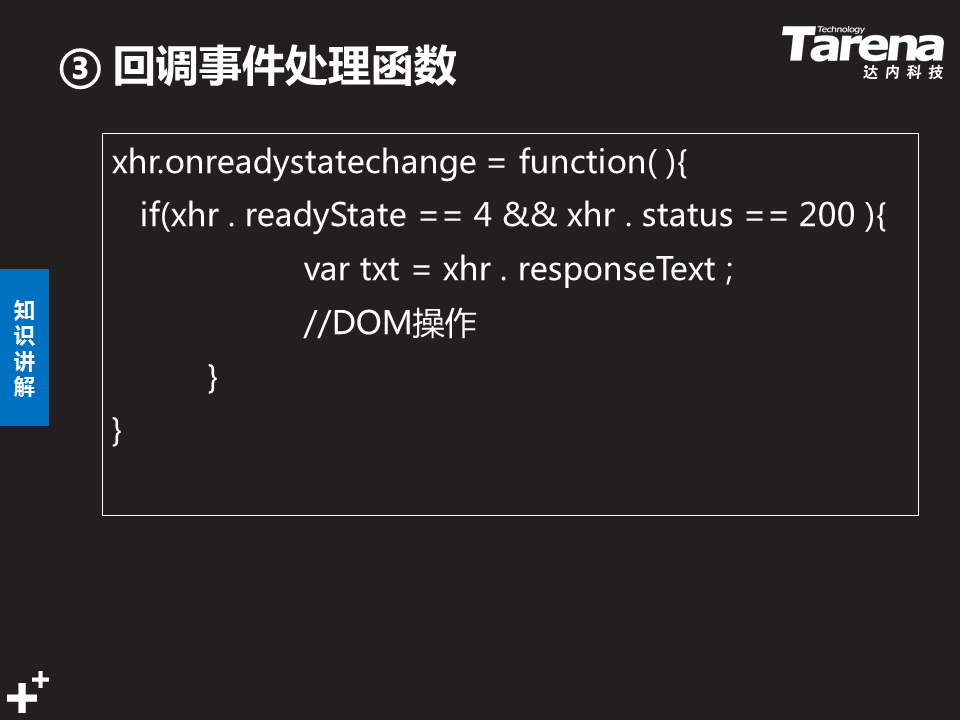 ③ 回调事件处理函数
Technology
Tarena
达内科技
xhr.onreadystatechange = function( ){
if(xhr . readyState == 4 && xhr . status == 200 ){
var txt = xhr . responseText ;
//DOM操作
}
}
知识讲解